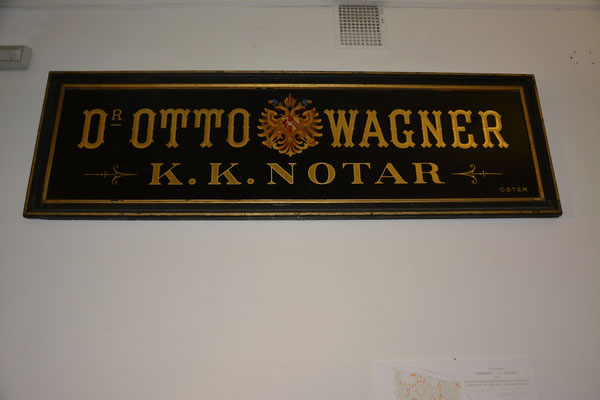 DR OTTO WAGNER
K. K. NOTAR
OSTER